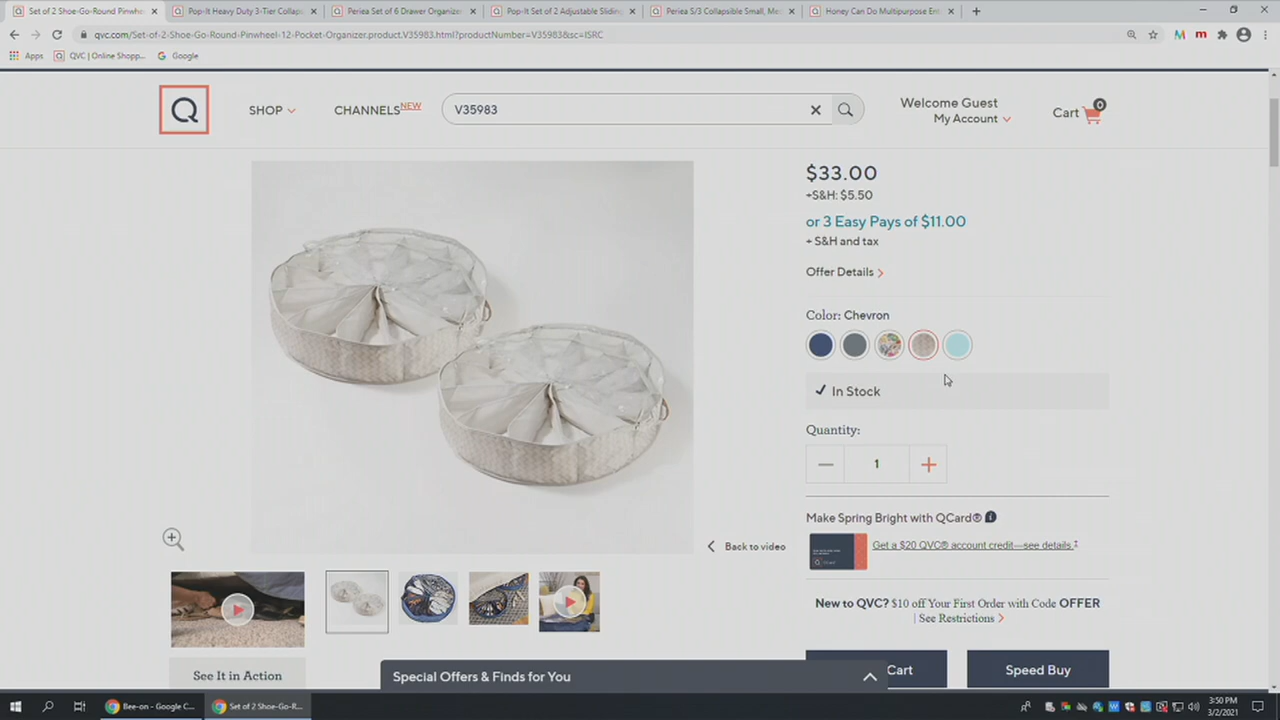 Set of 2 Shoe-Go-Round Pinwhe
Pop-It Heavy Duty 3-Tier Collaps
Periea Set of 6 Drawer Organize
Pop-It Set of 2 Adjustable Sliding
Periea S/3 Collapsible Small, Me
Honey Can Do Multipurpose Ent
qvc.com/Set-of-2-Shoe-Go-Round-Pinwheel-12-Pocket-Organizer.product.V35983.html?productNumber=V35983&sc=ISRC
Apps
QVC | Online Shopp...
Google
Q
SHOP
CHANNELS NEW
V35983
Welcome Guest
My Account
Cart
0
$33.00
+S&H: $5.50
or 3 Easy Pays of $11.00
+ S&H and tax
Offer Details
Color: Chevron
In Stock
Quantity:
1
Make Spring Bright with QCard®
Get a $20 QVC® account credit—see details.‡
Back to video
New to QVC? $10 off Your First Order with Code OFFER
| See Restrictions
See It in Action
Special Offers & Finds for You
Cart
Speed Buy
Bee-on - Google C...
Set of 2 Shoe-Go-R...
3:50 PM
3/2/2021